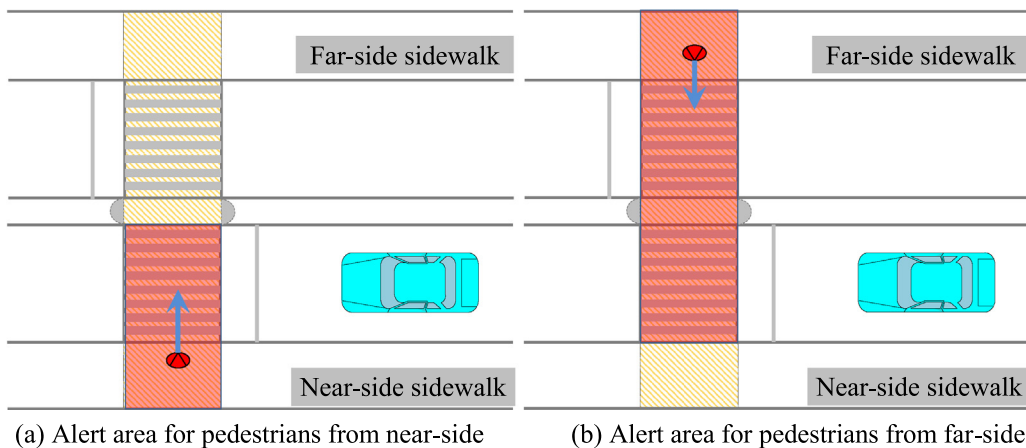 Far-side sidewalk
Far-side sidewalk
Near-side sidewalk
Near-side sidewalk
(a) Alert area for pedestrians from near-side
(b) Alert area for pedestrians from far-side